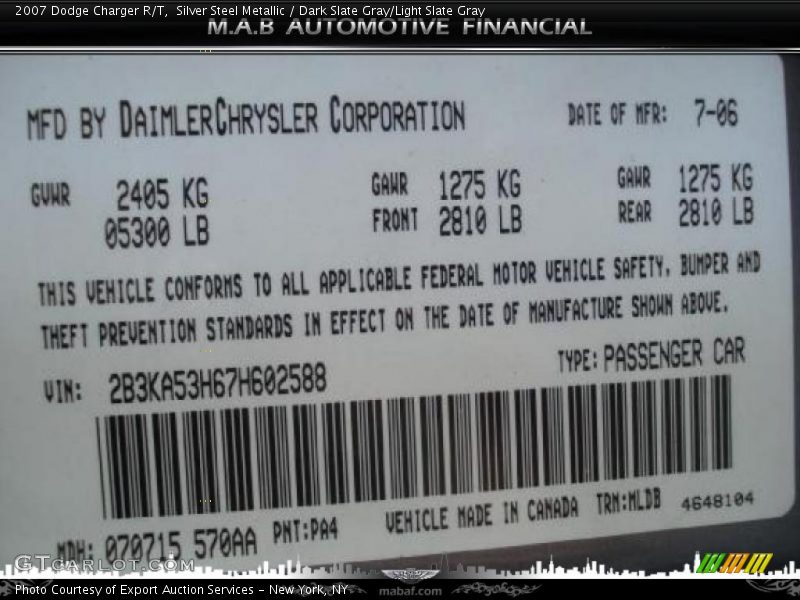 2007 Dodge Charger R/T, Silver Steel Metallic / Dark Slate Gray/Light Slate Gray
M.A.B AUTOMOTIVE FINANCIAL
MFD BY DAIMLERCHRYSLER CORPORATION DATE OF MFR: 7-06
GVWR 2405 KG GAWR 1275 KG GAWR 1275 KG
05300 LB FRONT 2810 LB REAR 2810 LB
THIS VEHICLE CONFORMS TO ALL APPLICABLE FEDERAL MOTOR VEHICLE SAFETY, BUMPER AND
THEFT PREVENTION STANDARDS IN EFFECT ON THE DATE OF MANUFACTURE SHOWN ABOVE.
VIN: 2B3KA53H67H602588 TYPE: PASSENGER CAR
MDH: 070715 570AA PNT:PA4 VEHICLE MADE IN CANADA TRM:MLDB 4648104
GTcarlot.com
Photo Courtesy of Export Auction Services - New York, NY mabaf.com